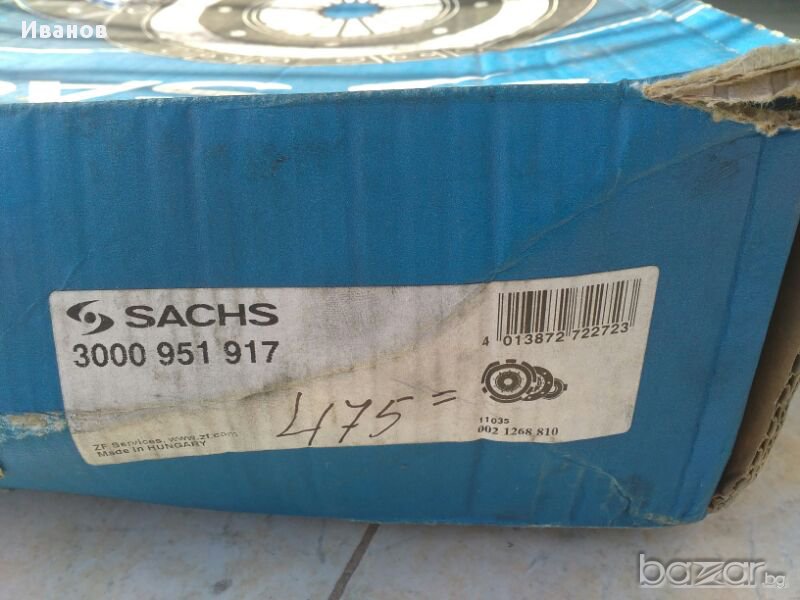 Иванов
SACHS
3000 951 917
4 013872 722723
475=
11035
002 1268 810
ZF Services, www.zf.com
Made in HUNGARY
bazar.bg